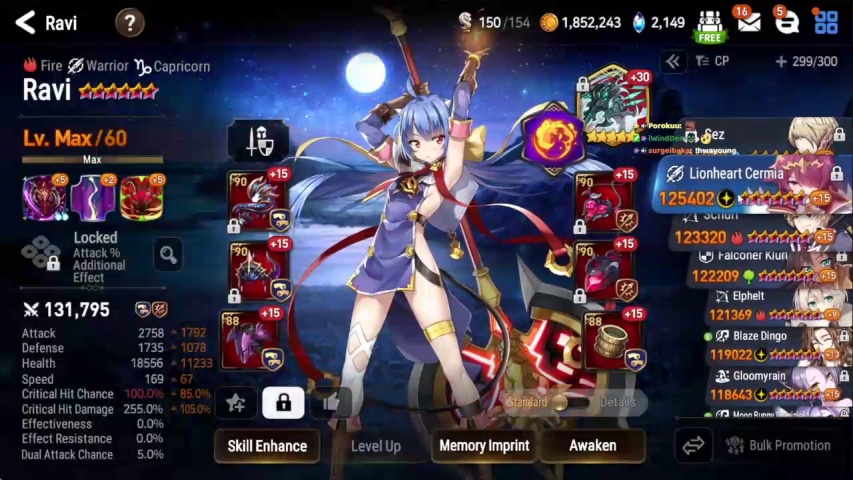 Ravi ?
150/154 1,852,243 2,149 FREE 16 5
Fire Warrior Capricorn
Ravi
Lv. Max/60
Max
+5 +2 +5
Locked
Attack %
Additional
Effect
131,795
Attack 2758 1792
Defense 1735 1078
Health 18556 11233
Speed 169 67
Critical Hit Chance 100.0% 85.0%
Critical Hit Damage 255.0% 105.0%
Effectiveness 0.0%
Effect Resistance 0.0%
Dual Attack Chance 5.0%
90 +15
90 +15
88 +15
+30
90 +15
90 +15
88 +15
Standard Details
Skill Enhance Level Up Memory Imprint Awaken
CP + 299/300
Porokuu:
Sez
Lionheart Cermia
125402 +15
123320 +15
Falconer Kluri
122209 +15
Elphelt
121369 +9
Blaze Dingo
119022
Gloomyrain
118643 +15
Bulk Promotion